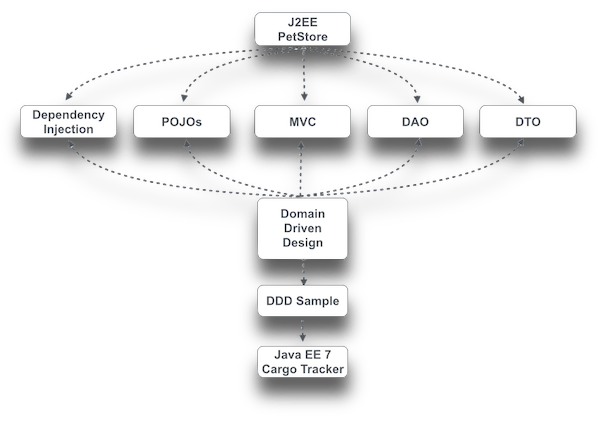 J2EE
PetStore
Dependency
Injection
POJOs
MVC
DAO
DTO
Domain
Driven
Design
DDD Sample
Java EE 7
Cargo Tracker